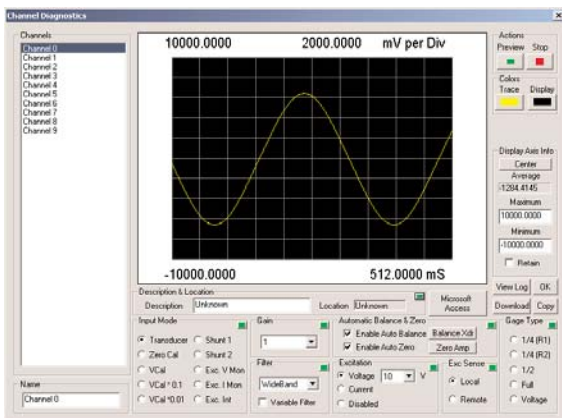 Channel Diagnostics
Channels
Channel 0
Channel 1
Channel 2
Channel 3
Channel 4
Channel 5
Channel 6
Channel 7
Channel 8
Channel 9
Name
Channel 0
10000.0000 2000.0000 mV per Div
-10000.0000 512.0000 mS
Actions
Preview Stop
Colors
Trace Display
Display Axis Info
Center
Average
-1284.4145
Maximum
10000.0000
Minimum
-10000.0000
Retain
View Log OK
Download Copy
Description & Location
Description Unknown Location Unknown
Microsoft Access
Input Mode
Transducer Shunt 1
Zero Cal Shunt 2
VCal Exc. V Mon
VCal * 0.1 Exc. I Mon
VCal *0.01 Exc. Int
Gain
1
Filter
WideBand
Variable Filter
Automatic Balance & Zero
Enable Auto Balance Balance Xdr
Enable Auto Zero Zero Amp
Excitation
Voltage 10 V
Current
Disabled
Exc Sense
Local
Remote
Gage Type
1/4 (R1)
1/4 (R2)
1/2
Full
Voltage